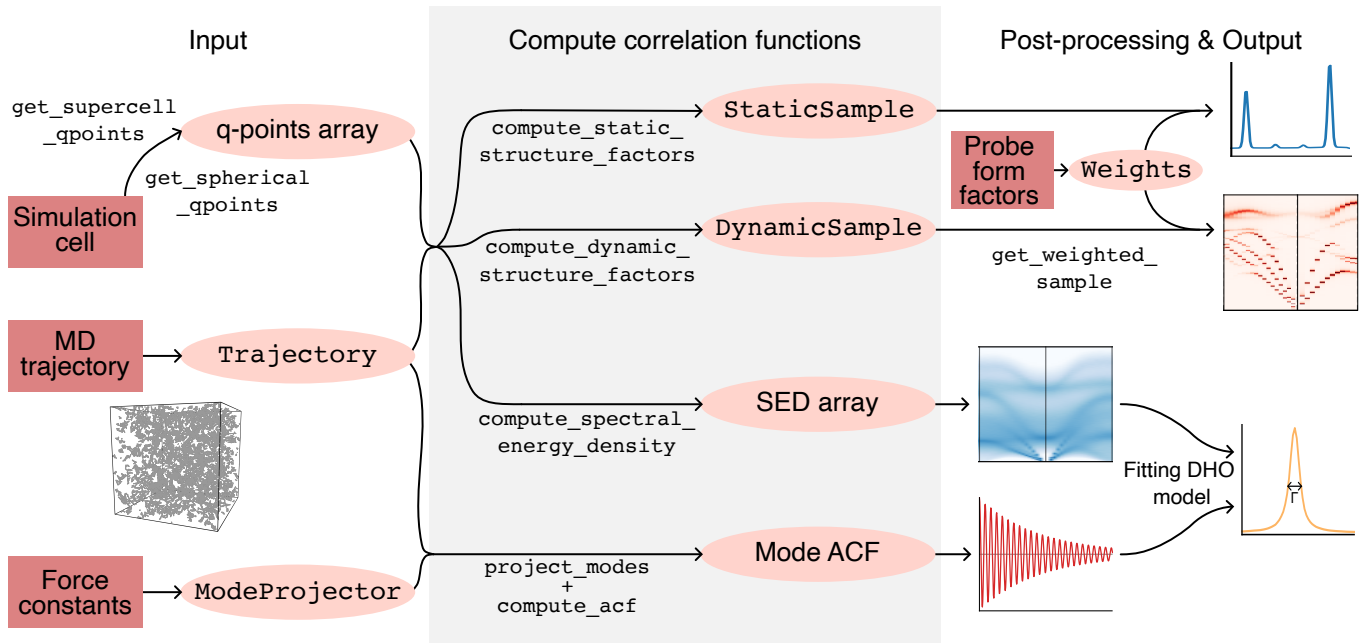 Input
Compute correlation functions
Post-processing & Output
get_supercell
_qpoints
q-points array
get_spherical
_qpoints
Simulation
cell
compute_static_
structure_factors
StaticSample
Probe
form
factors
Weights
compute_dynamic_
structure_factors
DynamicSample
get_weighted_
sample
MD
trajectory
Trajectory
compute_spectral_
energy_density
SED array
Fitting DHO
model
Γ
Force
constants
ModeProjector
project_modes
+
compute_acf
Mode ACF